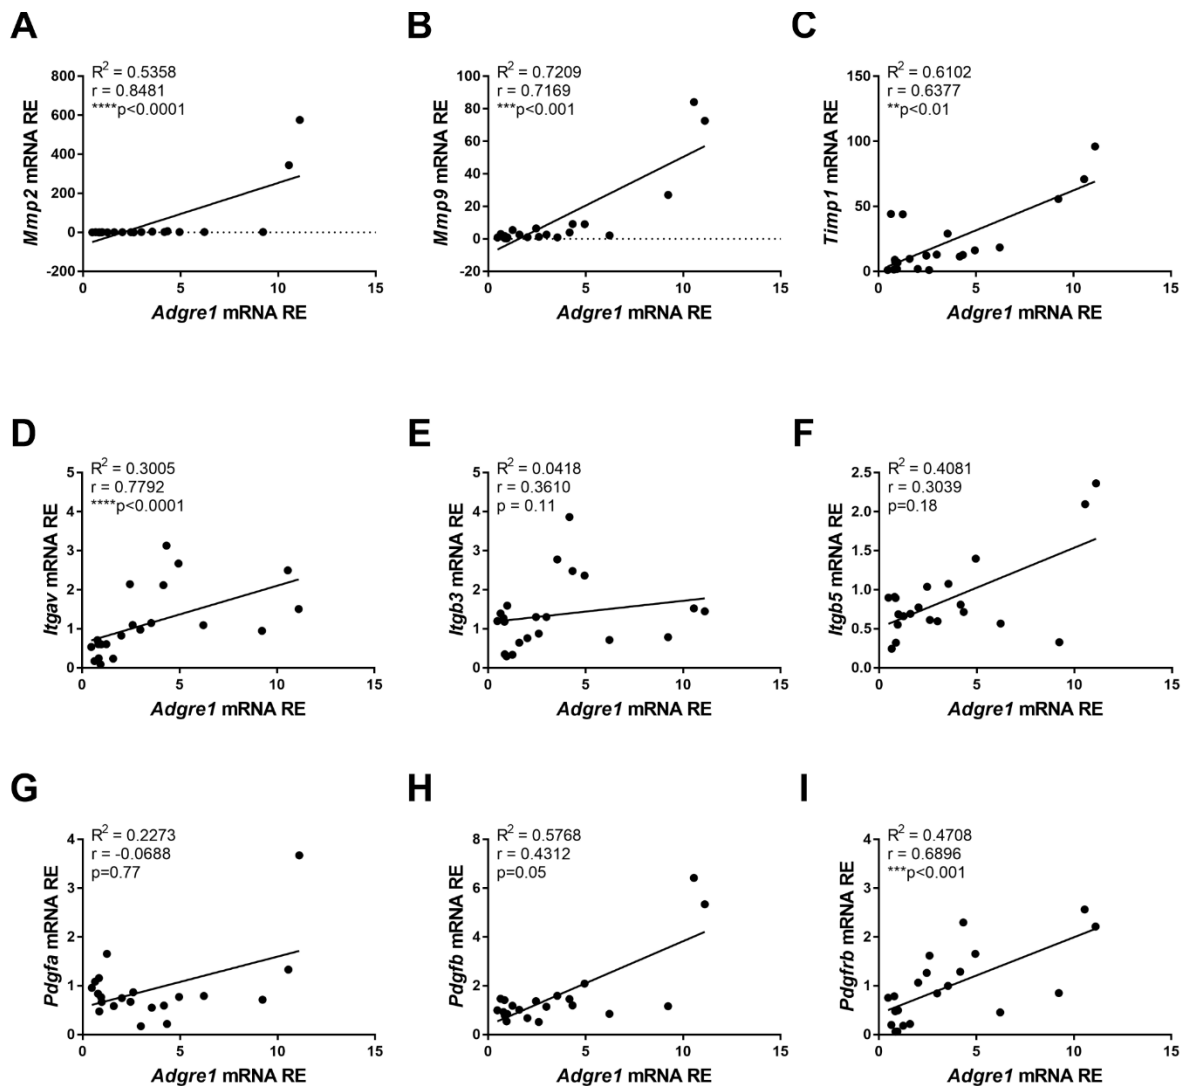 A
R² = 0.5358
r = 0.8481
****p<0.0001
Mmp2 mRNA RE
800
600
400
200
0
-200
0 5 10 15
Adgre1 mRNA RE
B
R² = 0.7209
r = 0.7169
***p<0.001
Mmp9 mRNA RE
100
80
60
40
20
0
-20
0 5 10 15
Adgre1 mRNA RE
C
R² = 0.6102
r = 0.6377
**p<0.01
Timp1 mRNA RE
150
100
50
0
0 5 10 15
Adgre1 mRNA RE
D
R² = 0.3005
r = 0.7792
****p<0.0001
Itgav mRNA RE
5
4
3
2
1
0
0 5 10 15
Adgre1 mRNA RE
E
R² = 0.0418
r = 0.3610
p = 0.11
Itgb3 mRNA RE
5
4
3
2
1
0
0 5 10 15
Adgre1 mRNA RE
F
R² = 0.4081
r = 0.3039
p=0.18
Itgb5 mRNA RE
2.5
2.0
1.5
1.0
0.5
0.0
0 5 10 15
Adgre1 mRNA RE
G
R² = 0.2273
r = -0.0688
p=0.77
Pdgfa mRNA RE
4
3
2
1
0
0 5 10 15
Adgre1 mRNA RE
H
R² = 0.5768
r = 0.4312
p=0.05
Pdgfb mRNA RE
8
6
4
2
0
0 5 10 15
Adgre1 mRNA RE
I
R² = 0.4708
r = 0.6896
***p<0.001
Pdgfrb mRNA RE
4
3
2
1
0
0 5 10 15
Adgre1 mRNA RE